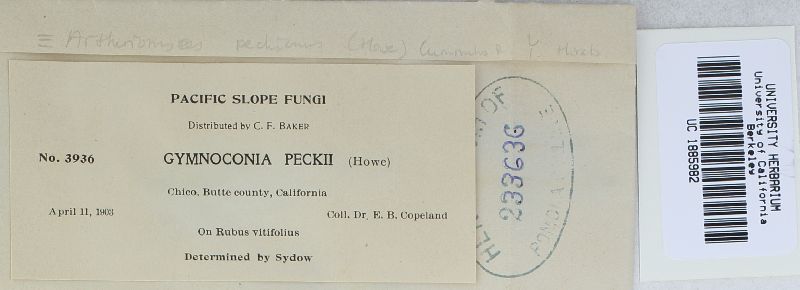 ≡ Arthuriomyces peckianus (Howe) Cummins & Y. Hirats
PACIFIC SLOPE FUNGI
Distributed by C. F. BAKER
No. 3936 GYMNOCONIA PECKII (Howe)
Chico, Butte county, California
April 11, 1903 Coll. Dr. E. B. Copeland
On Rubus vitifolius
Determined by Sydow
233636
UNIVERSITY HERBARIUM
University of California
Berkeley
UC 1885982